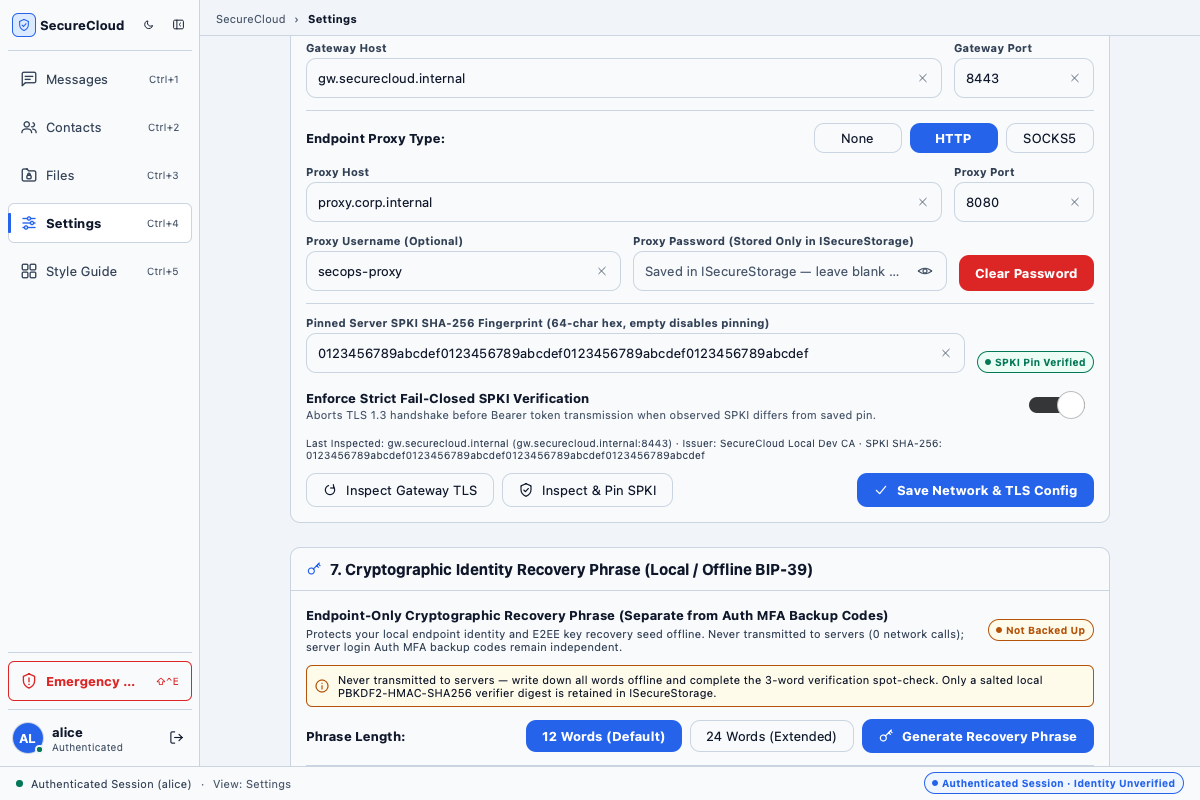 SecureCloud
SecureCloud › Settings
Messages Ctrl+1
Contacts Ctrl+2
Files Ctrl+3
Settings Ctrl+4
Style Guide Ctrl+5
Emergency ... ⇧^E
AL
alice
Authenticated
Gateway Host
Gateway Port
gw.securecloud.internal
8443
Endpoint Proxy Type:
None
HTTP
SOCKS5
Proxy Host
Proxy Port
proxy.corp.internal
8080
Proxy Username (Optional)
Proxy Password (Stored Only in ISecureStorage)
secops-proxy
Saved in ISecureStorage — leave blank ...
Clear Password
Pinned Server SPKI SHA-256 Fingerprint (64-char hex, empty disables pinning)
0123456789abcdef0123456789abcdef0123456789abcdef0123456789abcdef
SPKI Pin Verified
Enforce Strict Fail-Closed SPKI Verification
Aborts TLS 1.3 handshake before Bearer token transmission when observed SPKI differs from saved pin.
Last Inspected: gw.securecloud.internal (gw.securecloud.internal:8443) · Issuer: SecureCloud Local Dev CA · SPKI SHA-256:
0123456789abcdef0123456789abcdef0123456789abcdef0123456789abcdef
Inspect Gateway TLS
Inspect & Pin SPKI
Save Network & TLS Config
7. Cryptographic Identity Recovery Phrase (Local / Offline BIP-39)
Endpoint-Only Cryptographic Recovery Phrase (Separate from Auth MFA Backup Codes)
Protects your local endpoint identity and E2EE key recovery seed offline. Never transmitted to servers (0 network calls);
server login Auth MFA backup codes remain independent.
Not Backed Up
Never transmitted to servers — write down all words offline and complete the 3-word verification spot-check. Only a salted local
PBKDF2-HMAC-SHA256 verifier digest is retained in ISecureStorage.
Phrase Length:
12 Words (Default)
24 Words (Extended)
Generate Recovery Phrase
Authenticated Session (alice) · View: Settings
Authenticated Session · Identity Unverified